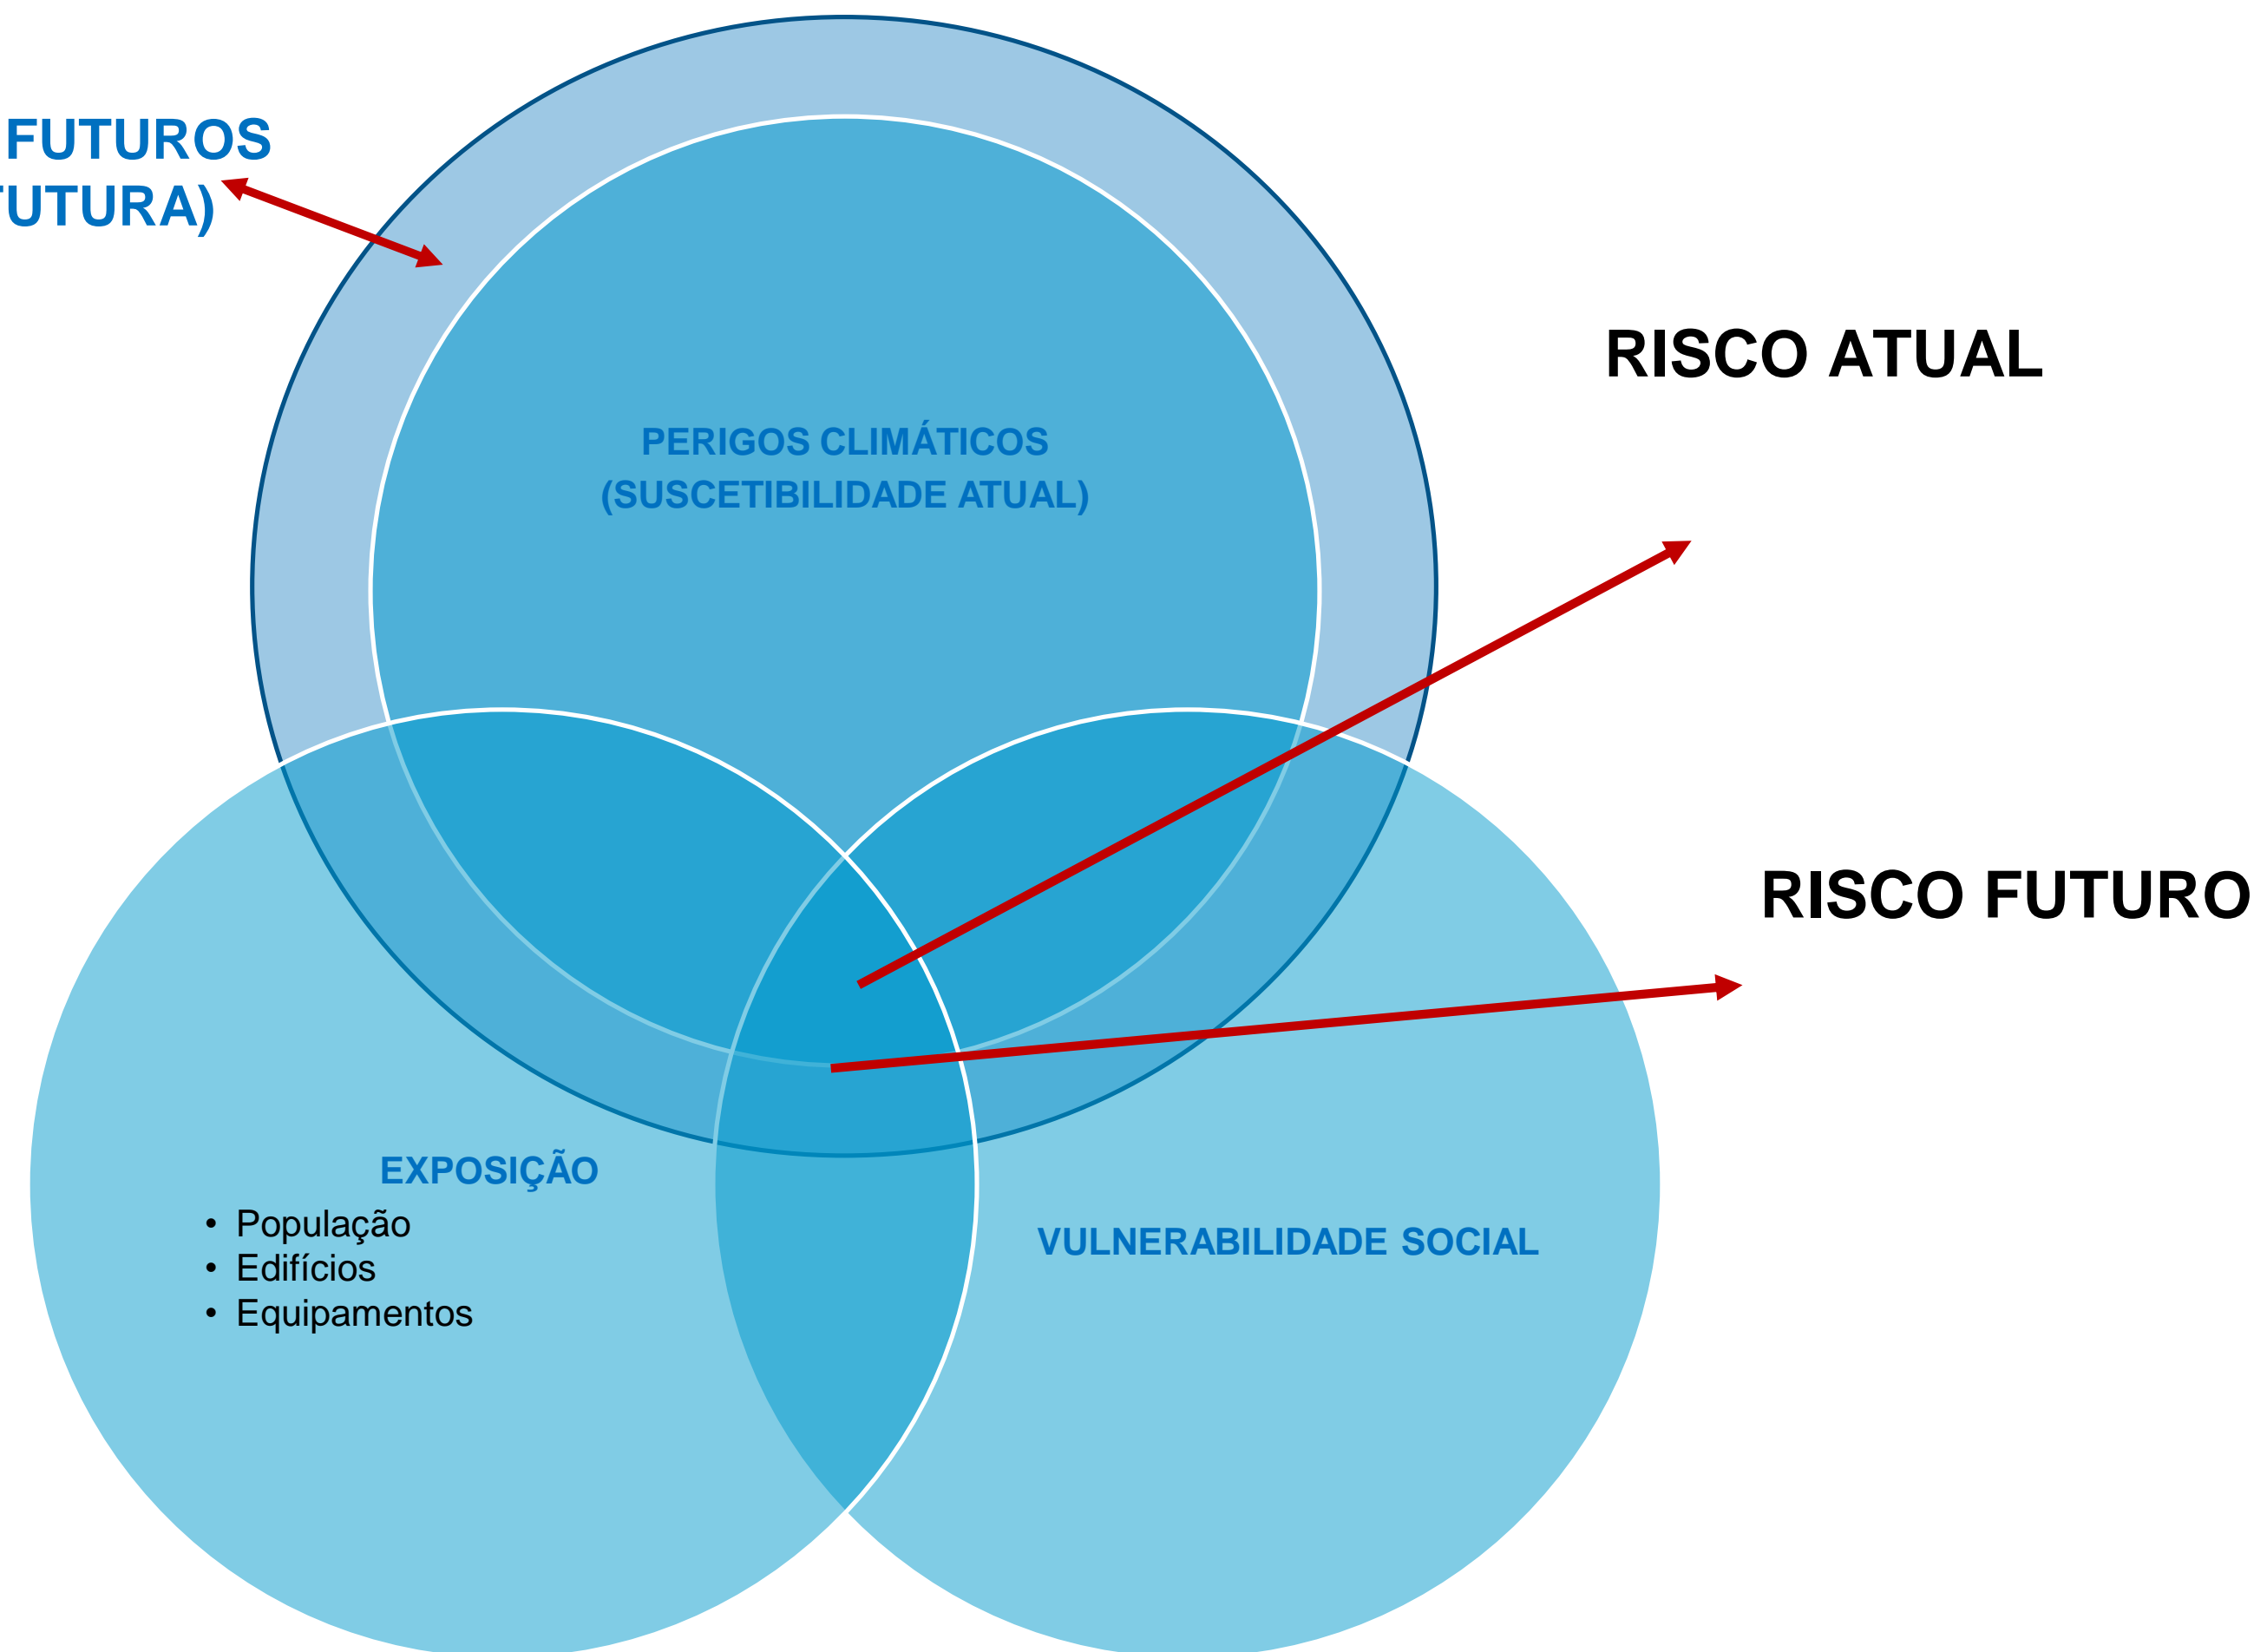 FUTUROS
UTURA)
RISCO ATUAL
PERIGOS CLIMÁTICOS
(SUSCETIBILIDADE ATUAL)
RISCO FUTURO
EXPOSIÇÃO
• População
• Edifícios
• Equipamentos
VULNERABILIDADE SOCIAL